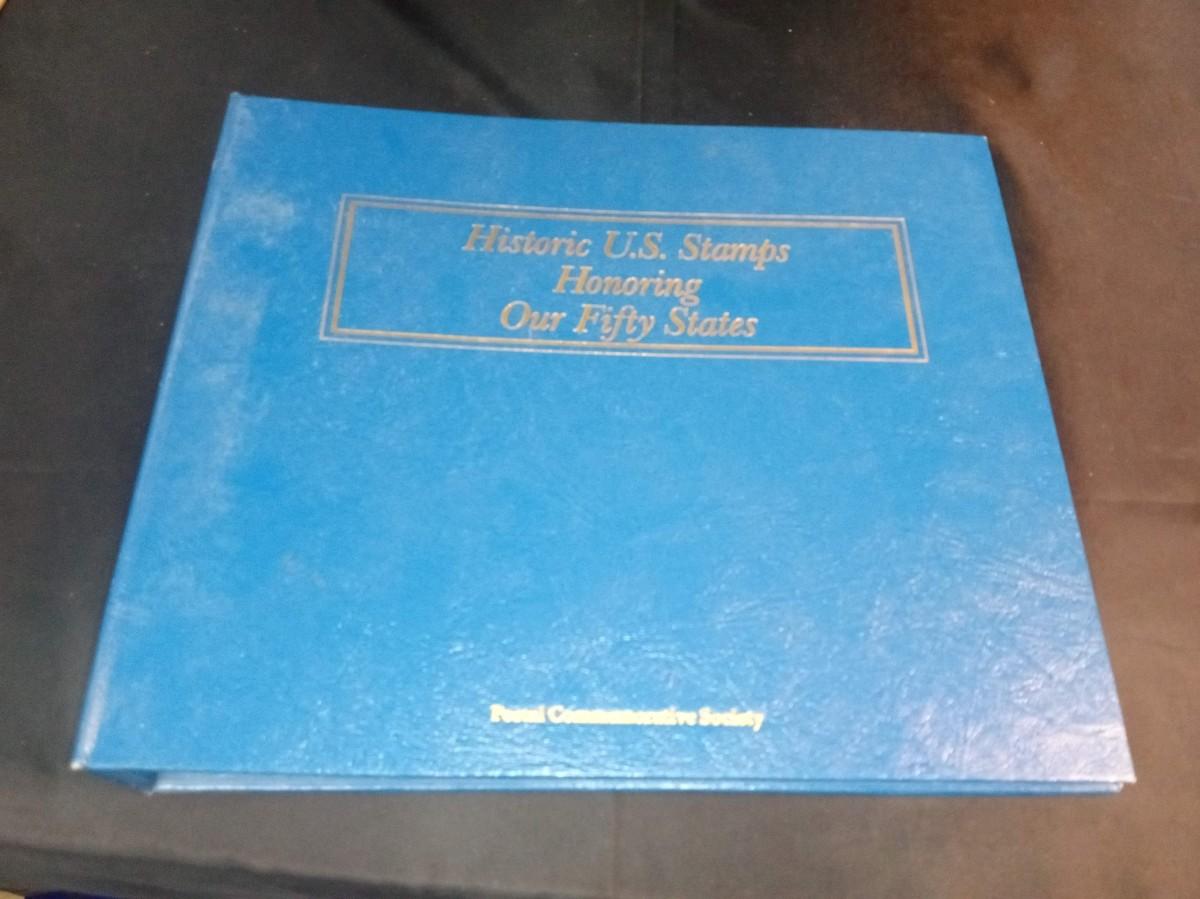 Historic U.S. Stamps
Honoring
Our Fifty States
Postal Commemorative Society